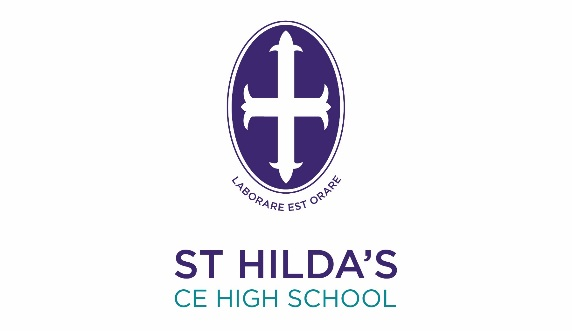 LABORARE EST ORARE
ST HILDA'S
CE HIGH SCHOOL